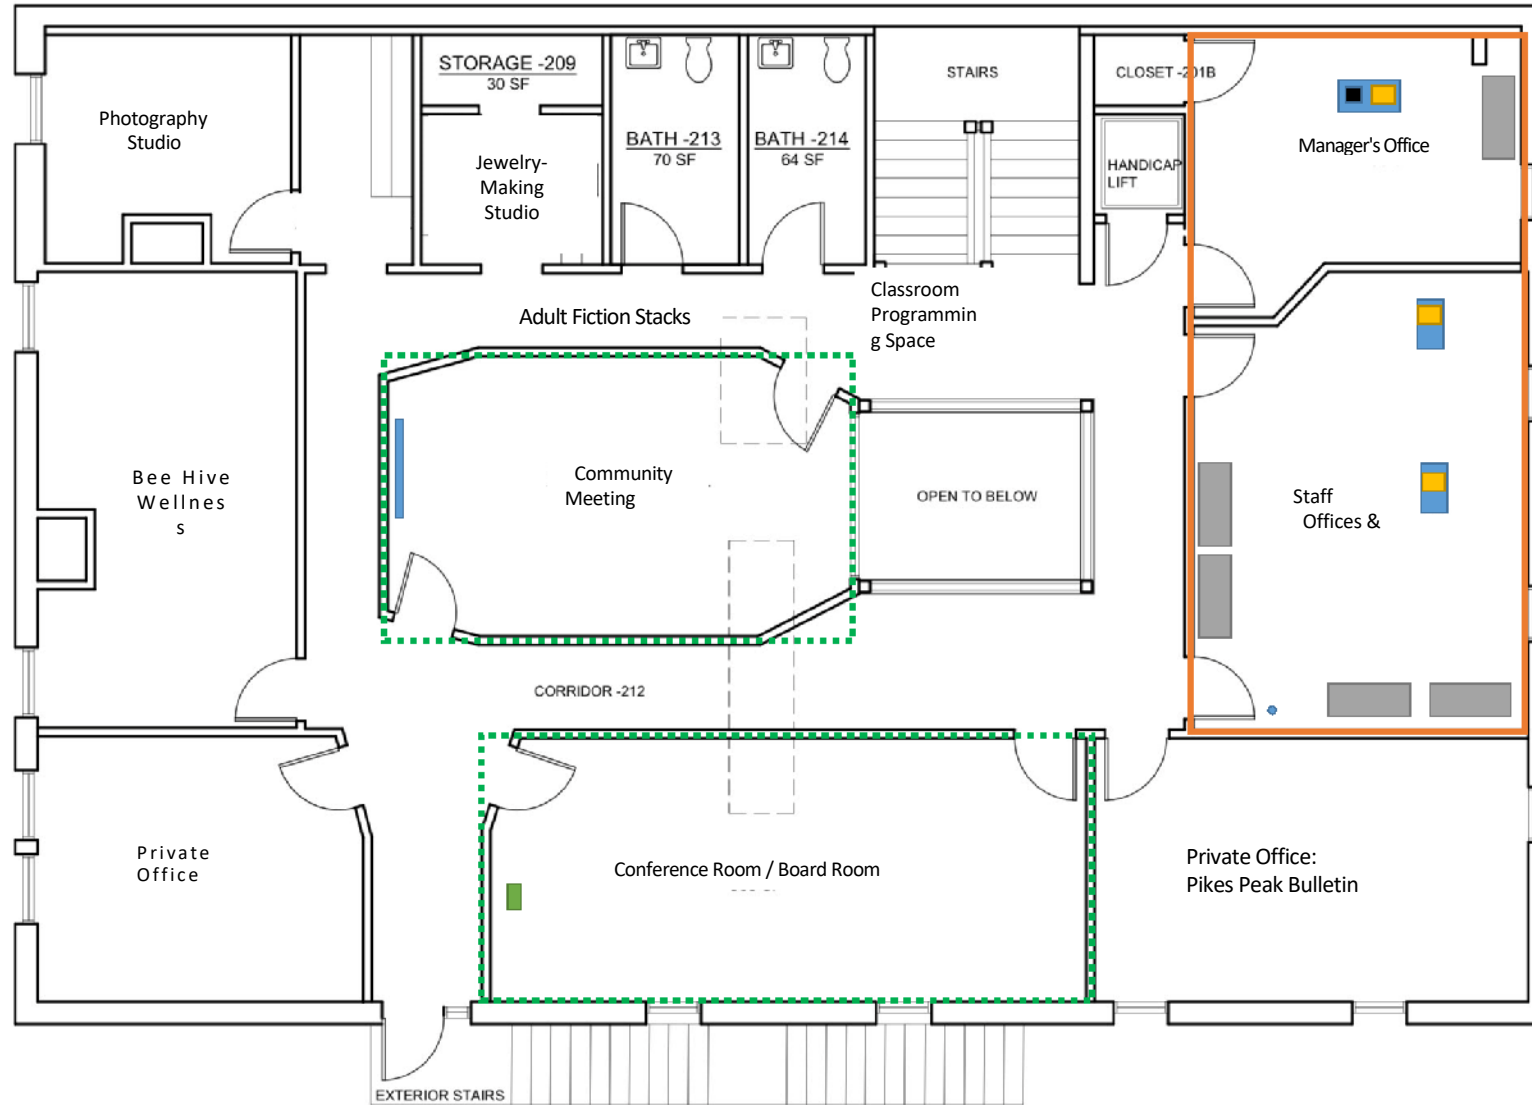 STORAGE -209
30 SF
STAIRS
CLOSET -201B
Photography
Studio
BATH -213
70 SF
BATH -214
64 SF
Manager's Office
Jewelry-
Making
Studio
HANDICAP
LIFT
Classroom
Programmin
g Space
Adult Fiction Stacks
Bee Hive
Wellnes
s
Community
Meeting
OPEN TO BELOW
Staff
Offices &
CORRIDOR -212
Private
Office
Conference Room / Board Room
Private Office:
Pikes Peak Bulletin
EXTERIOR STAIRS